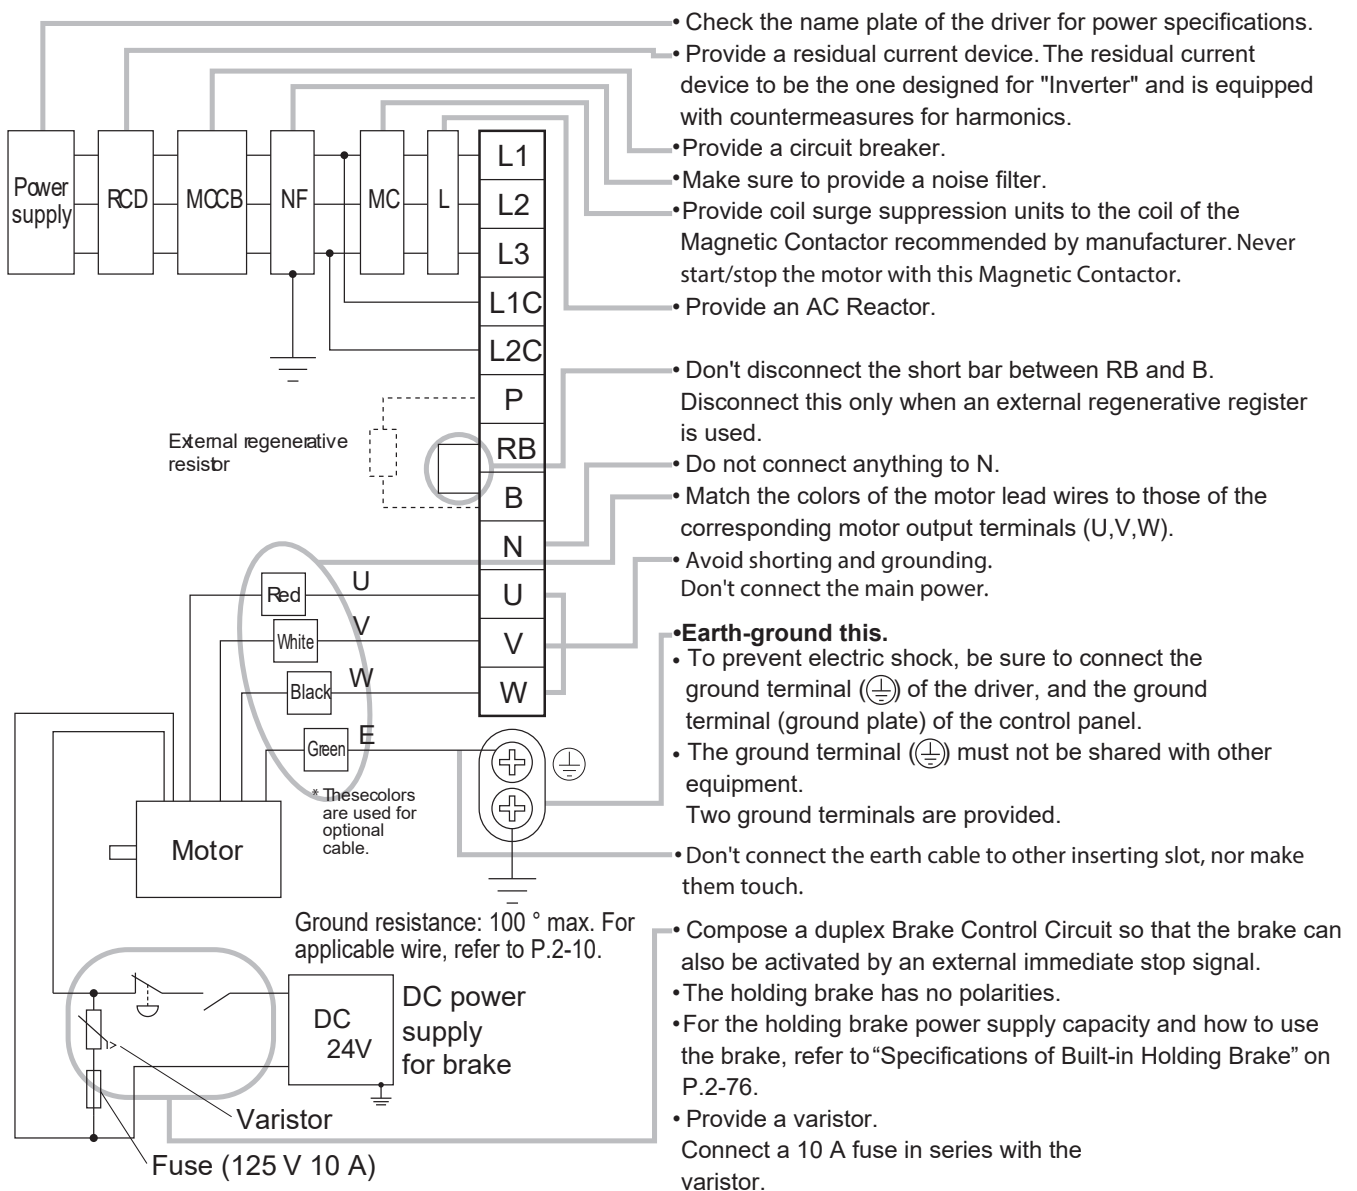 • Check the name plate of the driver for power specifications.
• Provide a residual current device. The residual current
device to be the one designed for "Inverter" and is equipped
with countermeasures for harmonics.
•Provide a circuit breaker.
•Make sure to provide a noise filter.
•Provide coil surge suppression units to the coil of the
Magnetic Contactor recommended by manufacturer. Never
start/stop the motor with this Magnetic Contactor.
• Provide an AC Reactor.
Power
supply
RCD
MCCB
NF
MC
L
L1
L2
L3
L1C
L2C
P
RB
B
N
U
V
W
External regenerative
resistor
• Don't disconnect the short bar between RB and B.
Disconnect this only when an external regenerative register
is used.
• Do not connect anything to N.
• Match the colors of the motor lead wires to those of the
corresponding motor output terminals (U,V,W).
• Avoid shorting and grounding.
Don't connect the main power.
Red
U
White
V
Black
W
Green
E
* Thesecolors
are used for
optional
cable.
Motor
•Earth-ground this.
• To prevent electric shock, be sure to connect the
ground terminal (⏚) of the driver, and the ground
terminal (ground plate) of the control panel.
• The ground terminal (⏚) must not be shared with other
equipment.
Two ground terminals are provided.
• Don't connect the earth cable to other inserting slot, nor make
them touch.
Ground resistance: 100 ° max. For
applicable wire, refer to P.2-10.
DC
24V
DC power
supply
for brake
Varistor
Fuse (125 V 10 A)
• Compose a duplex Brake Control Circuit so that the brake can
also be activated by an external immediate stop signal.
•The holding brake has no polarities.
•For the holding brake power supply capacity and how to use
the brake, refer to “Specifications of Built-in Holding Brake” on
P.2-76.
• Provide a varistor.
Connect a 10 A fuse in series with the
varistor.